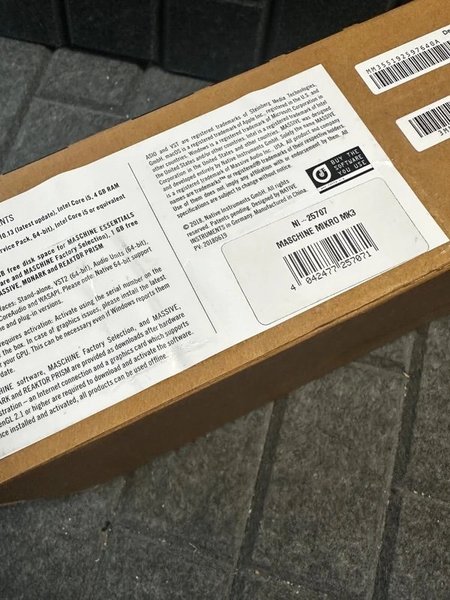 NTS
10.13 (latest update), Intel Core i5, 4 GB RAM
Service Pack, 64-bit), Intel Core i5 or equivalent
GB free disk space for MASCHINE ESSENTIALS
are and MASCHINE Factory Selection), 1 GB free
MASSIVE, MONARK and REAKTOR PRISM
faces: Stand-alone, VST2 (64-bit), Audio Units (64-bit),
CoreAudio and WASAPI. Please note: Native 64-bit support
and plug-in versions.
requires activation: Activate using the serial number on
the box. In case of graphics issues, please install the latest
of your GPU. This can be necessary even if Windows reports them
date.
HINE software, MASCHINE Factory Selection, and MASSIVE,
ARK and REAKTOR PRISM are provided as downloads after hardware
stration – an Internet connection and a graphics card which supports
enGL 2.1 or higher are required to download and activate the software.
nce installed and activated, all products can be used offline.
ASIO and VST are registered trademarks of Steinberg Media Technologies
GmbH. macOS is a registered trademark of Apple Inc., registered in the U.S. and
other countries. Windows is a registered trademark of Microsoft Corporation in
the United States and/or other countries. Intel is a registered trademark of Intel
Corporation in the United States and other countries. MASSIVE was designed
and developed entirely by Native Instruments GmbH. Solely the name MASSIVE
is a registered trademark of Massive Audio Inc, USA. All product and company
names are trademarks™ or registered® trademarks of their respective holders.
Use of them does not imply any affiliation with or endorsement by them. All
specifications are subject to change without notice.
© 2018, Native Instruments GmbH. All rights
reserved. Patents pending. Designed by NATIVE
INSTRUMENTS in Germany. Manufactured in China.
PV: 20180619
BUY THE
SOFTWARE
YOU USE
NI-25707
MASCHINE MIKRO MK3
4 842477 257071
MM355192597640A
De
3M